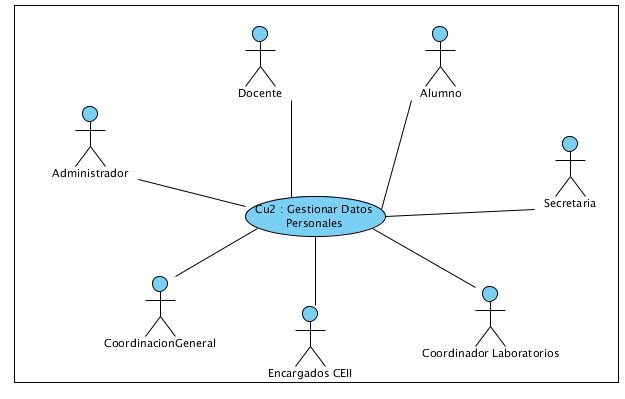 Docente
Alumno
Administrador
Secretaria
Cu2 : Gestionar Datos
Personales
CoordinacionGeneral
Coordinador Laboratorios
Encargados CEII